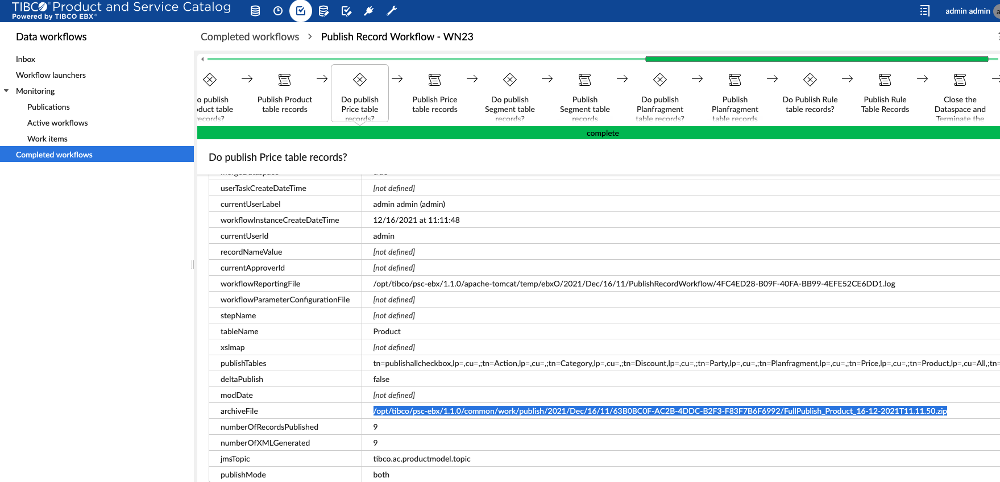 TIBCO® Product and Service Catalog
Powered by TIBCO EBX®
admin admin
a
Data workflows
Inbox
Workflow launchers
Monitoring
Publications
Active workflows
Work items
Completed workflows
Completed workflows > Publish Record Workflow - WN23
o publish
duct table
records?
Publish Product
table records
Do publish
Price table
records?
Publish Price
table records
Do publish
Segment table
records?
Publish
Segment table
records
Do publish
Planfragment
table records?
Publish
Planfragment
table records
Do Publish Rule
table records?
Publish Rule
Table Records
Close the
Dataspace and
Terminate the
complete
Do publish Price table records?
mergeDataspace true
userTaskCreateDateTime [not defined]
currentUserLabel admin admin (admin)
workflowInstanceCreateDateTime 12/16/2021 at 11:11:48
currentUserId admin
recordNameValue [not defined]
currentApproverId [not defined]
workflowReportingFile /opt/tibco/psc-ebx/1.1.0/apache-tomcat/temp/ebxO/2021/Dec/16/11/PublishRecordWorkflow/4FC4ED28-B09F-40FA-BB99-4EFE52CE6DD1.log
workflowParameterConfigurationFile [not defined]
stepName [not defined]
tableName Product
xslmap [not defined]
publishTables tn=publishallcheckbox,lp=,cu=,;tn=Action,lp=,cu=,;tn=Category,lp=,cu=,;tn=Discount,lp=,cu=,;tn=Party,lp=,cu=,;tn=Planfragment,lp=,cu=,;tn=Price,lp=,cu=,;tn=Product,lp=,cu=All,;tn=
deltaPublish false
modDate [not defined]
archiveFile /opt/tibco/psc-ebx/1.1.0/common/work/publish/2021/Dec/16/11/63B0BC0F-AC2B-4DDC-B2F3-F83F7B6F6992/FullPublish_Product_16-12-2021T11.11.50.zip
numberOfRecordsPublished 9
numberOfXMLGenerated 9
jmsTopic tibco.ac.productmodel.topic
publishMode both